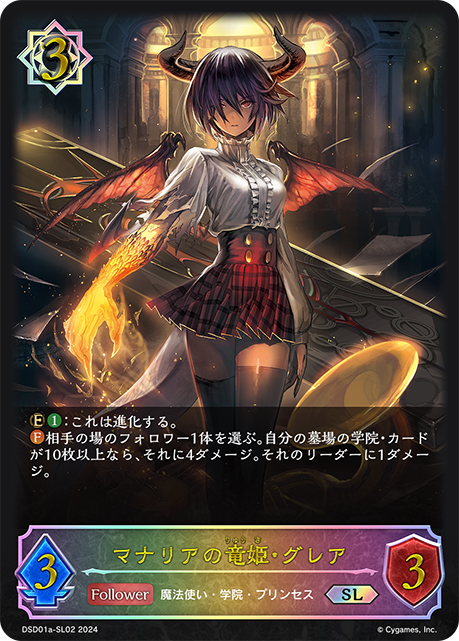 3
E 1:これは進化する。
F 相手の場のフォロワー1体を選ぶ。自分の墓場の学院・カード
が10枚以上なら、それに4ダメージ。それのリーダーに1ダメー
ジ。
りゅう き
マナリアの竜姫・グレア
3
Follower 魔法使い・学院・プリンセス SL
3
DSD01a-SL02 2024
© Cygames, Inc.